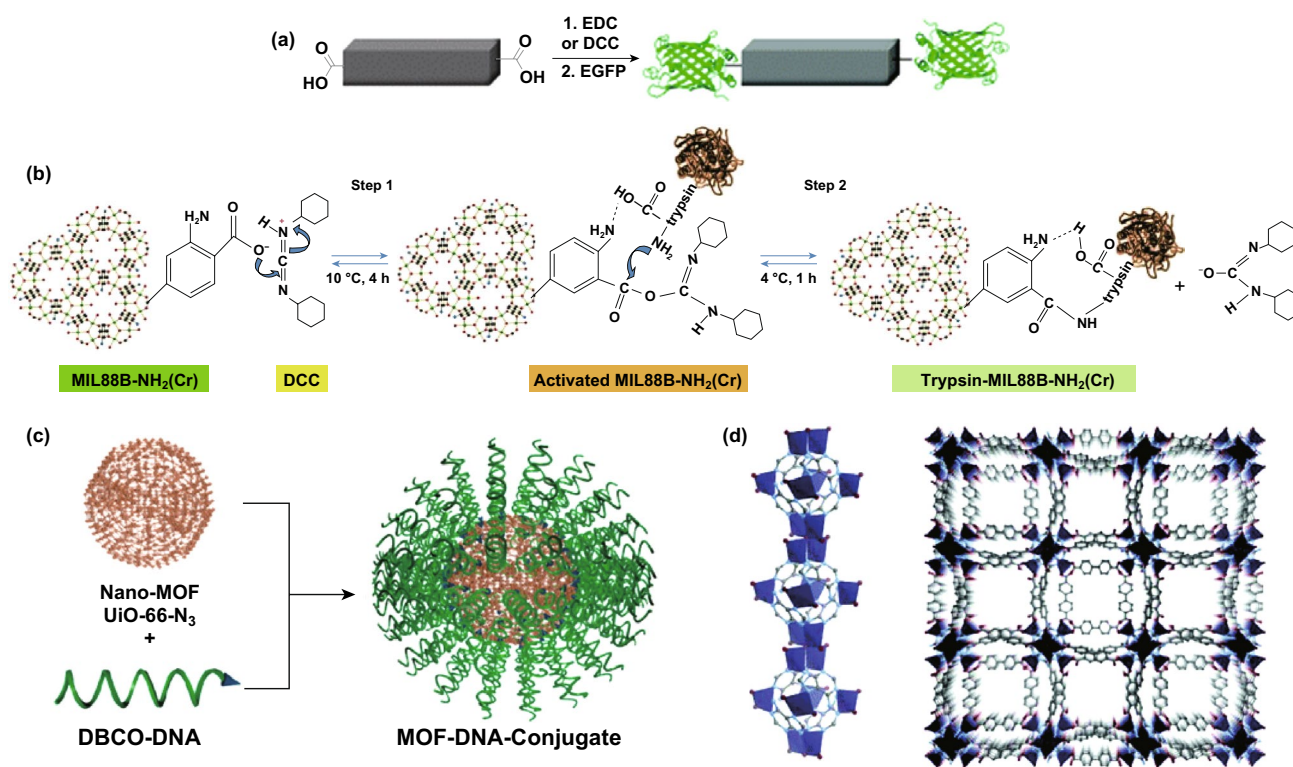 (a)
O
HO
O
OH
1. EDC
or DCC
2. EGFP
(b)
H₂N
O
O⁻
H
N
+
C
N
Step 1
10 °C, 4 h
HO
O
C
trypsin
H₂N
NH₂
N
C
O
O
N
H
Step 2
4 °C, 1 h
H₂N
H
O
O
C
trypsin
C
O
NH
+
N
⁻O
N
H
MIL88B-NH₂(Cr)
DCC
Activated MIL88B-NH₂(Cr)
Trypsin-MIL88B-NH₂(Cr)
(c)
Nano-MOF
UiO-66-N₃
+
DBCO-DNA
MOF-DNA-Conjugate
(d)